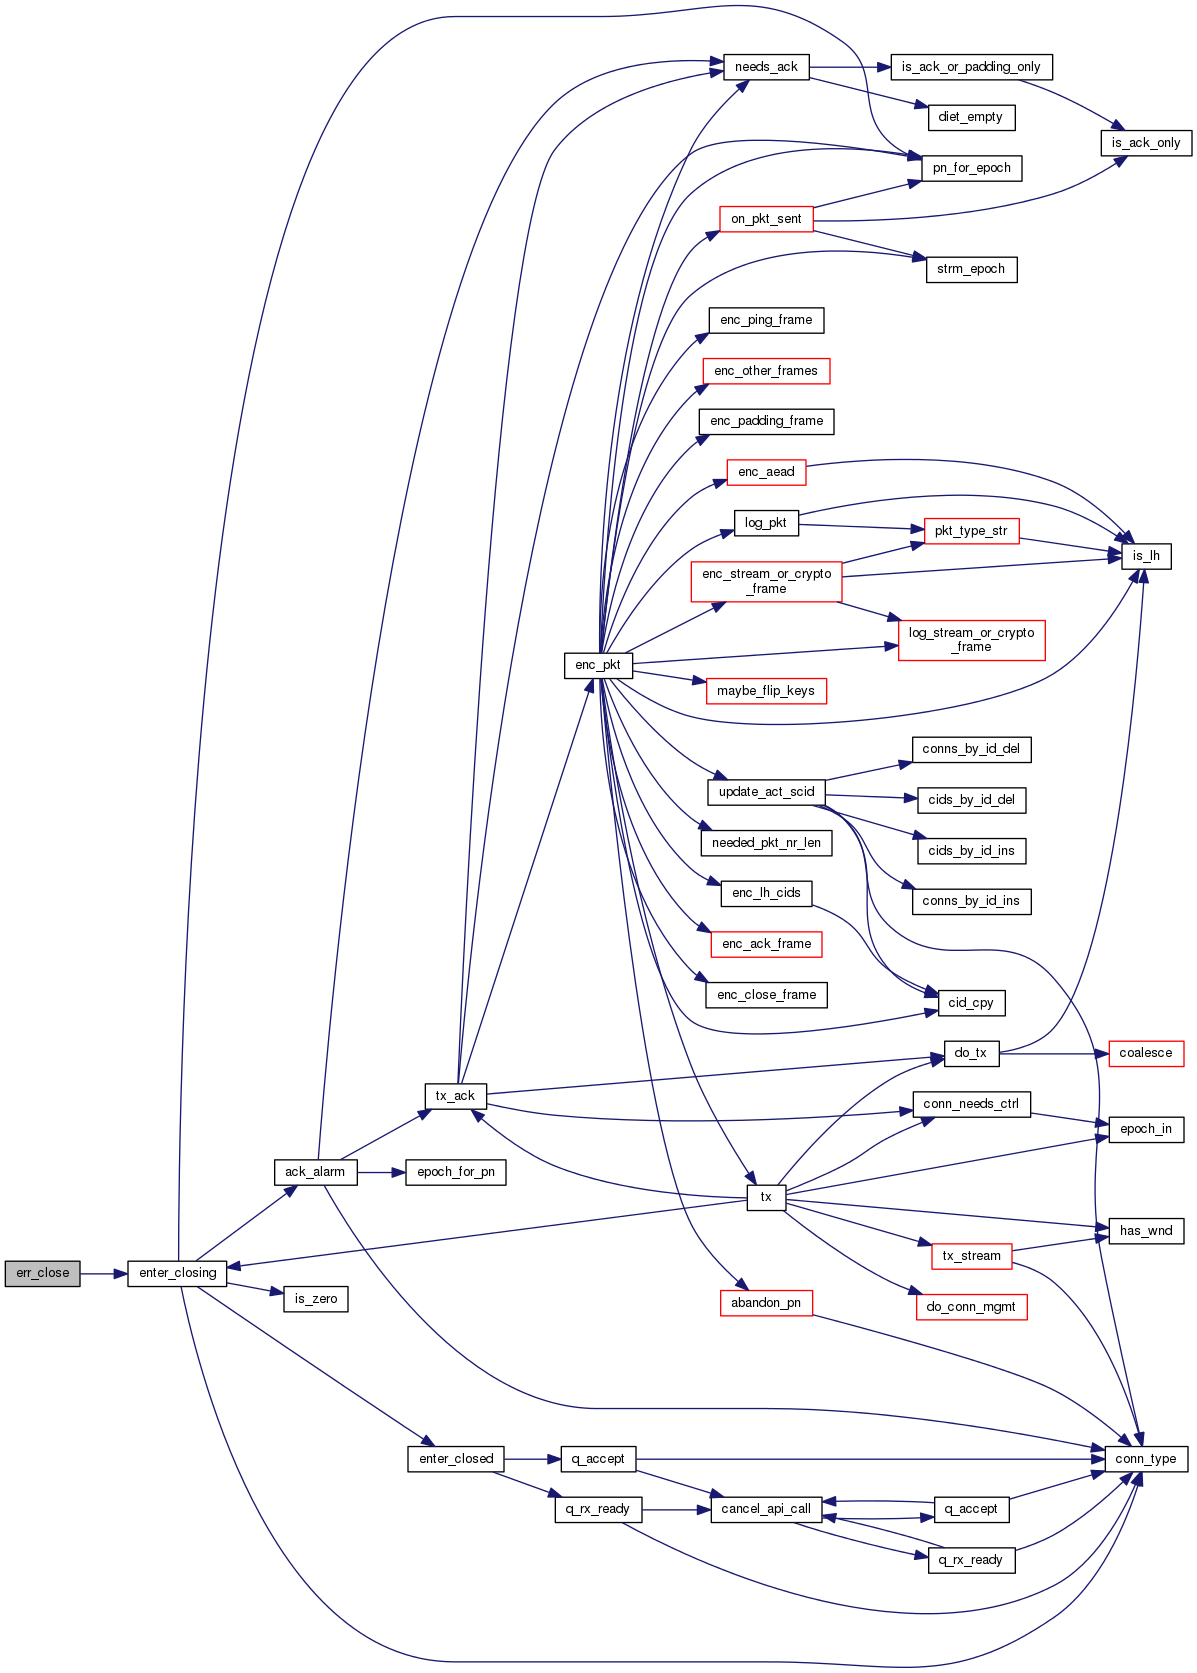 needs_ack
is_ack_or_padding_only
diet_empty
is_ack_only
pn_for_epoch
on_pkt_sent
strm_epoch
enc_ping_frame
enc_other_frames
enc_padding_frame
enc_aead
log_pkt
pkt_type_str
is_lh
enc_stream_or_crypto
_frame
log_stream_or_crypto
_frame
enc_pkt
maybe_flip_keys
conns_by_id_del
update_act_scid
cids_by_id_del
needed_pkt_nr_len
cids_by_id_ins
enc_lh_cids
conns_by_id_ins
enc_ack_frame
enc_close_frame
cid_cpy
do_tx
coalesce
tx_ack
conn_needs_ctrl
epoch_in
ack_alarm
epoch_for_pn
tx
has_wnd
tx_stream
err_close
enter_closing
is_zero
abandon_pn
do_conn_mgmt
enter_closed
q_accept
conn_type
q_rx_ready
cancel_api_call
q_accept
q_rx_ready